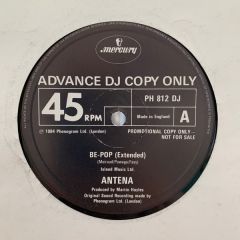 mercury
ADVANCE DJ COPY ONLY
45 RPM
PH 812 DJ
Made in England
A
℗ 1984 Phonogram Ltd. (London)
PROMOTIONAL COPY ONLY –
NOT FOR SALE
BE-POP (Extended)
Island Music Ltd.
ANTENA
Produced by Martin Hayles
Original Sound Recording made by
Phonogram Ltd. (London)